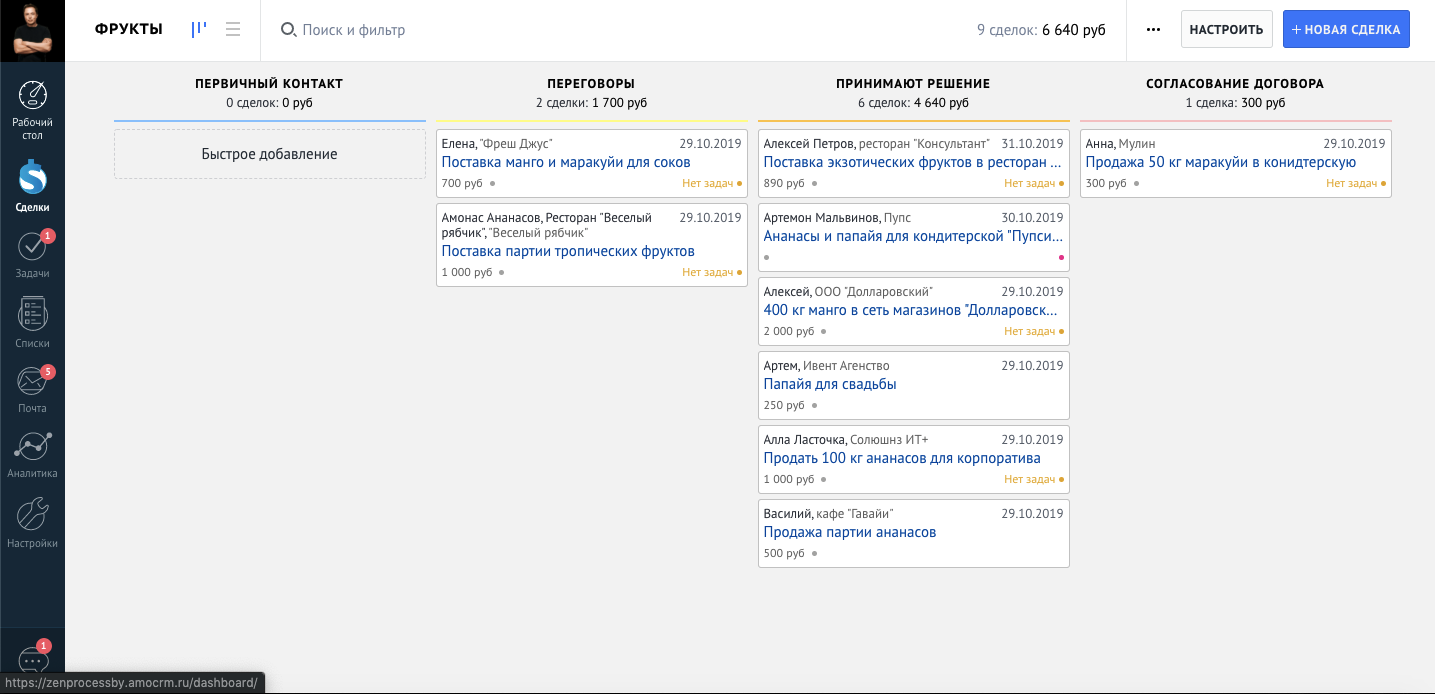 ФРУКТЫ
Поиск и фильтр
9 сделок: 6 640 руб
НАСТРОИТЬ
НОВАЯ СДЕЛКА
Рабочий
стол
Сделки
1
Задачи
Списки
5
Почта
Аналитика
Настройки
1
ПЕРВИЧНЫЙ КОНТАКТ
0 сделок: 0 руб
Быстрое добавление
ПЕРЕГОВОРЫ
2 сделки: 1 700 руб
Елена, "Фреш Джус" 29.10.2019
Поставка манго и маракуйи для соков
700 руб Нет задач
Амонас Ананасов, Ресторан "Веселый 29.10.2019
рябчик", "Веселый рябчик"
Поставка партии тропических фруктов
1 000 руб Нет задач
ПРИНИМАЮТ РЕШЕНИЕ
6 сделок: 4 640 руб
Алексей Петров, ресторан "Консультант" 31.10.2019
Поставка экзотических фруктов в ресторан ...
890 руб Нет задач
Артемон Мальвинов, Пупс 30.10.2019
Ананасы и папайя для кондитерской "Пупси...
Алексей, ООО "Долларовский" 29.10.2019
400 кг манго в сеть магазинов "Долларовск...
2 000 руб Нет задач
Артем, Ивент Агенство 29.10.2019
Папайя для свадьбы
250 руб
Алла Ласточка, Солюшнз ИТ+ 29.10.2019
Продать 100 кг ананасов для корпоратива
1 000 руб Нет задач
Василий, кафе "Гавайи" 29.10.2019
Продажа партии ананасов
500 руб
СОГЛАСОВАНИЕ ДОГОВОРА
1 сделка: 300 руб
Анна, Мулин 29.10.2019
Продажа 50 кг маракуйи в конидтерскую
300 руб Нет задач
https://zenprocessby.amocrm.ru/dashboard/